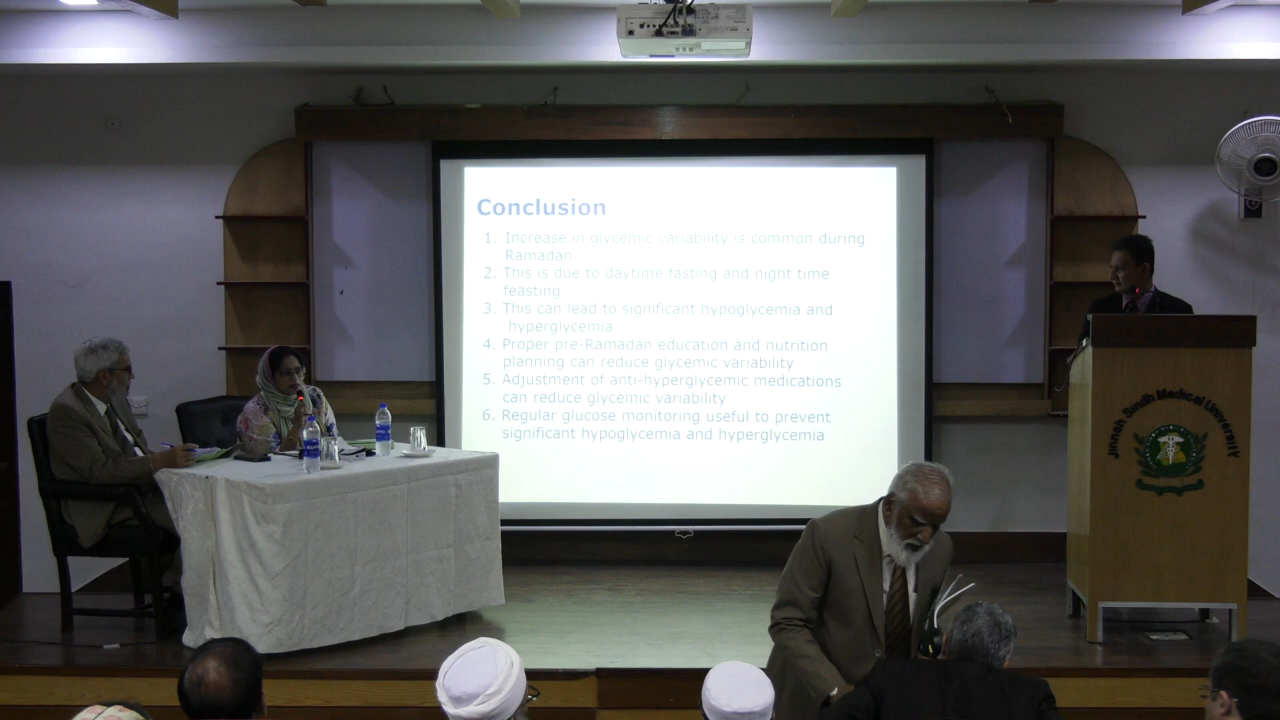 Conclusion
1. Increase in glycemic variability is common during
Ramadan
2. This is due to daytime fasting and night time
feasting
3. This can lead to significant hypoglycemia and
hyperglycemia
4. Proper pre-Ramadan education and nutrition
planning can reduce glycemic variability
5. Adjustment of anti-hyperglycemic medications
can reduce glycemic variability
6. Regular glucose monitoring useful to prevent
significant hypoglycemia and hyperglycemia
Jinnah Sindh Medical University